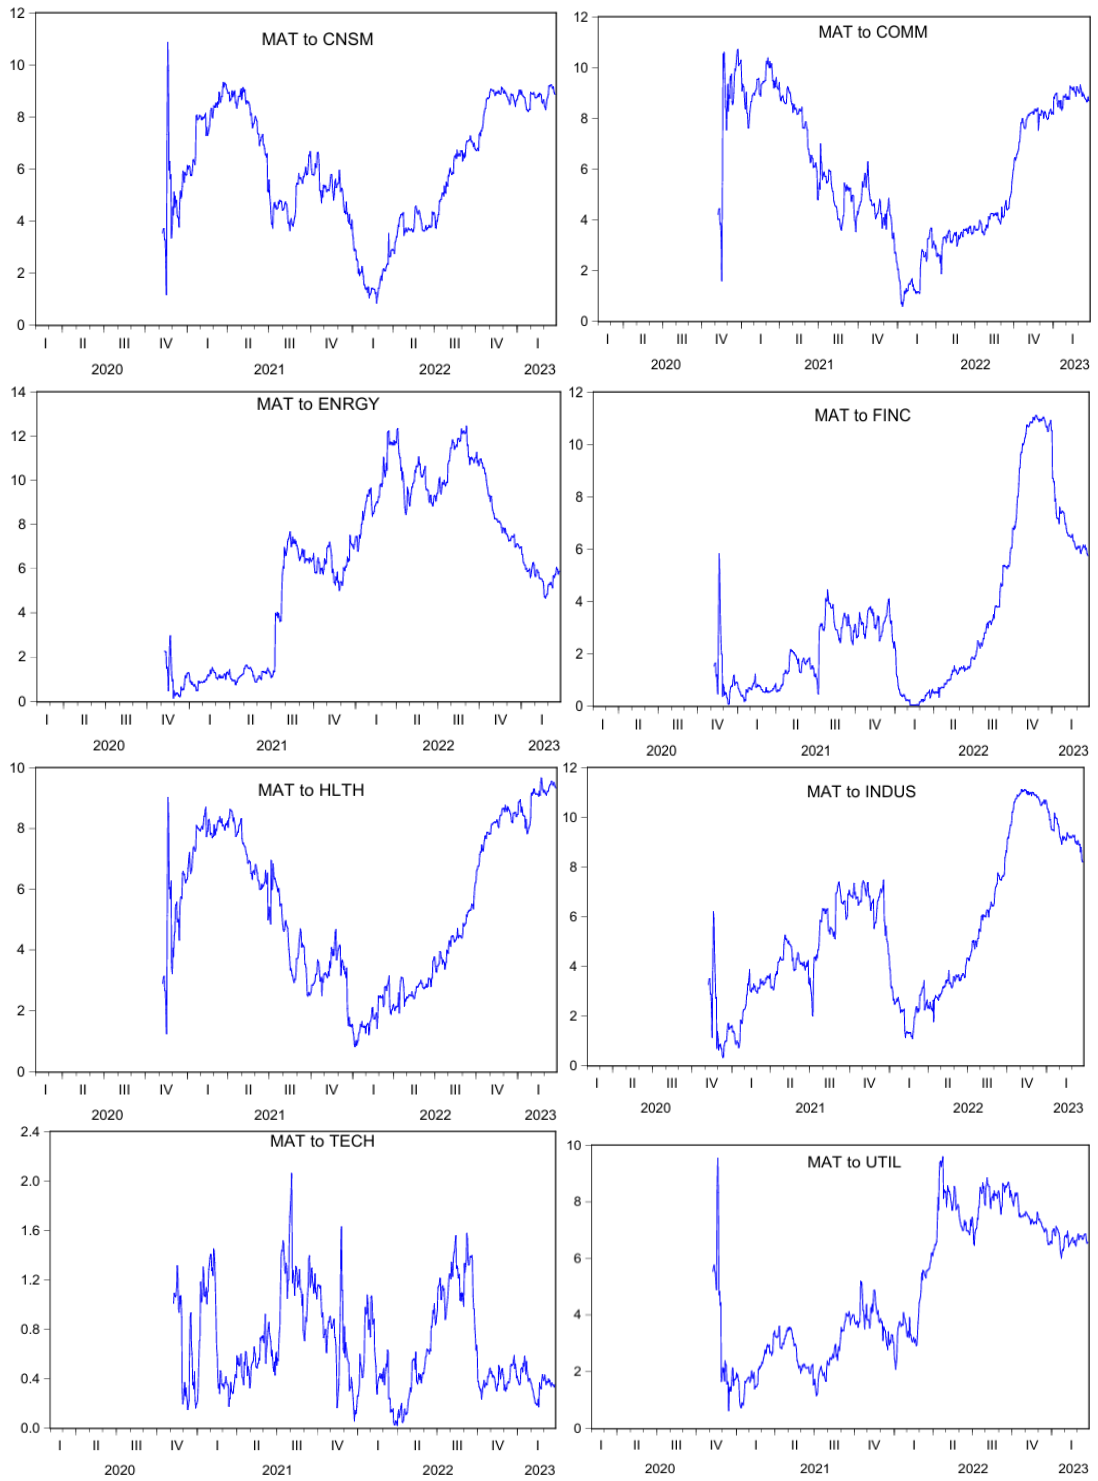 MAT to CNSM
12
10
8
6
4
2
0
I II III IV I II III IV I II III IV I
2020 2021 2022 2023
MAT to COMM
12
10
8
6
4
2
0
I II III IV I II III IV I II III IV I
2020 2021 2022 2023
MAT to ENRGY
14
12
10
8
6
4
2
0
I II III IV I II III IV I II III IV I
2020 2021 2022 2023
MAT to FINC
12
10
8
6
4
2
0
I II III IV I II III IV I II III IV I
2020 2021 2022 2023
MAT to HLTH
10
8
6
4
2
0
I II III IV I II III IV I II III IV I
2020 2021 2022 2023
MAT to INDUS
12
10
8
6
4
2
0
I II III IV I II III IV I II III IV I
2020 2021 2022 2023
MAT to TECH
2.4
2.0
1.6
1.2
0.8
0.4
0.0
I II III IV I II III IV I II III IV I
2020 2021 2022 2023
MAT to UTIL
10
8
6
4
2
0
I II III IV I II III IV I II III IV I
2020 2021 2022 2023